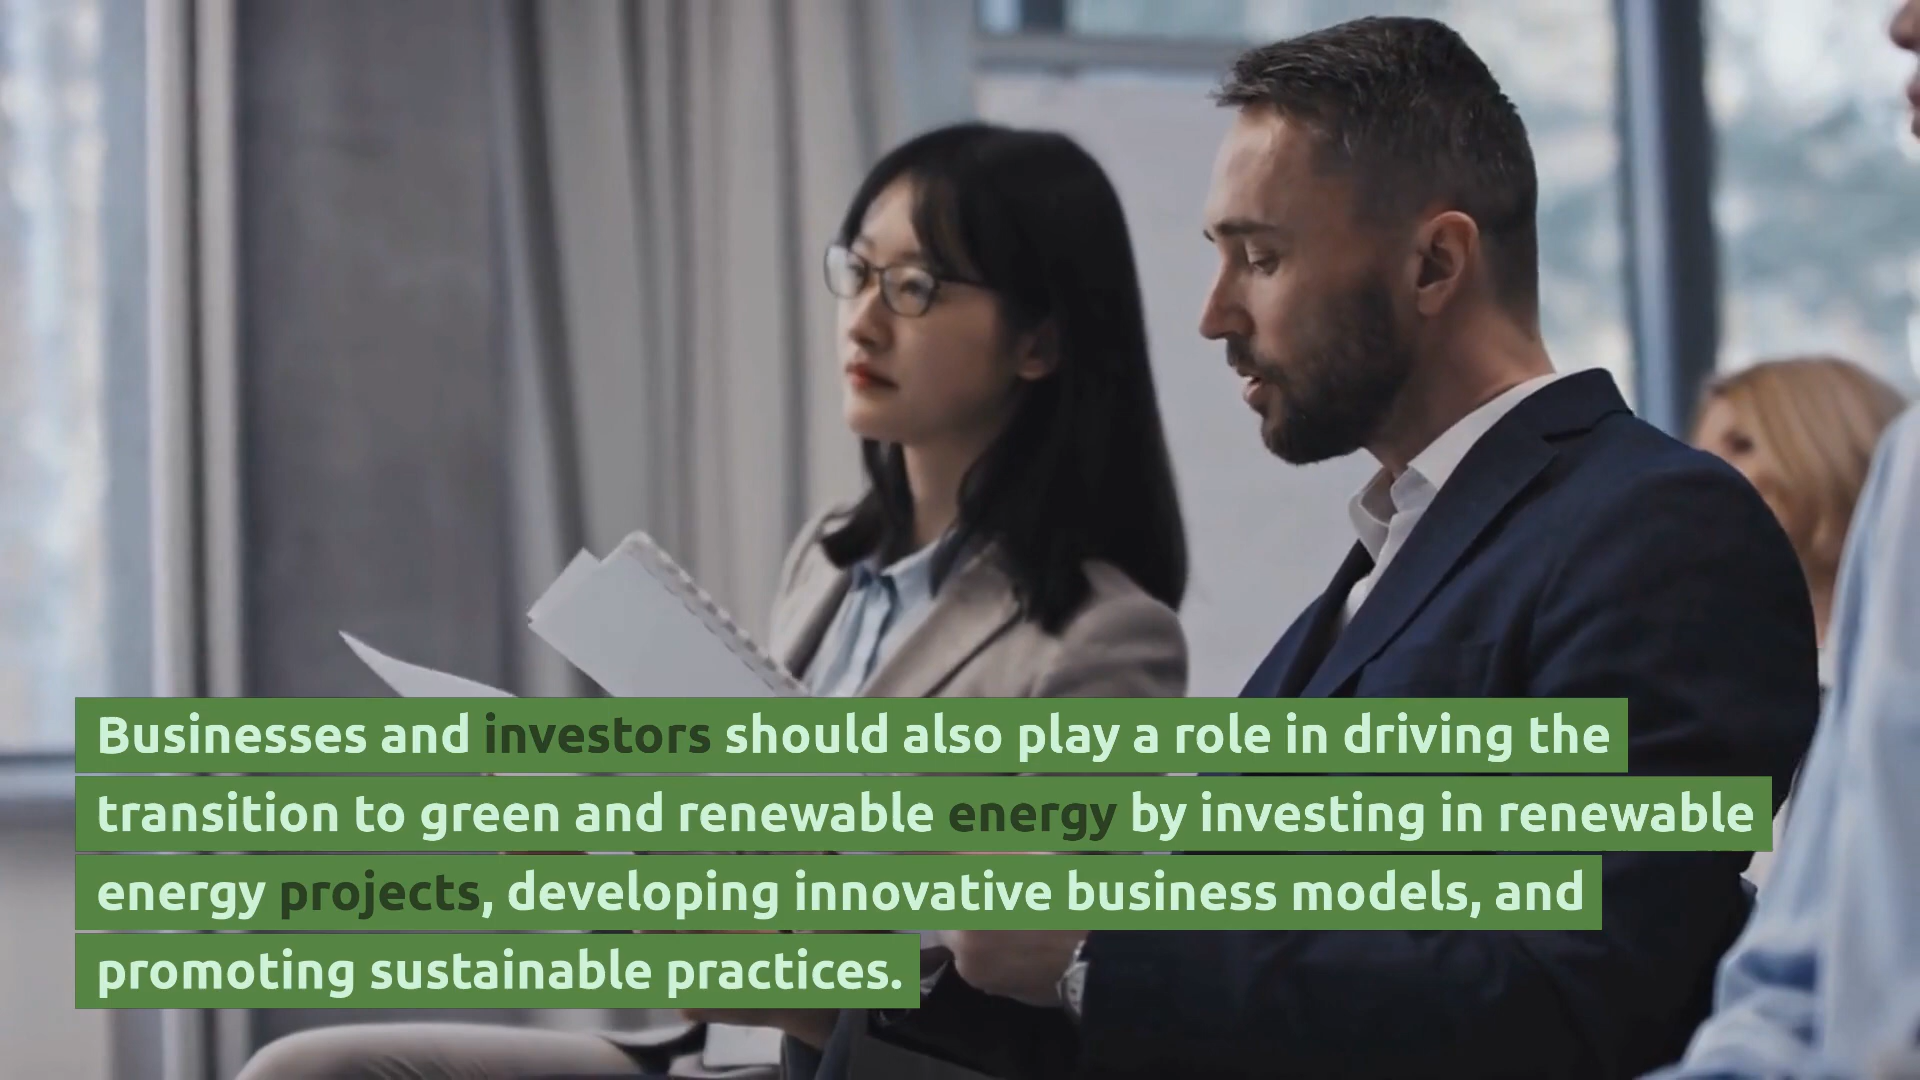 Businesses and investors should also play a role in driving the
transition to green and renewable energy by investing in renewable
energy projects, developing innovative business models, and
promoting sustainable practices.